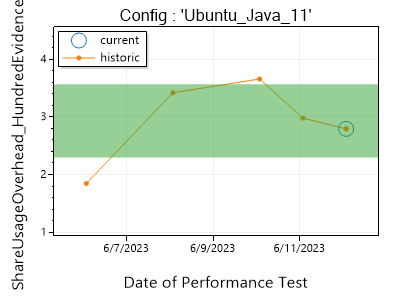 Config : 'Ubuntu_Java_11'
current
historic
ShareUsageOverhead_HundredEvidence
4
3
2
1
6/7/2023
6/9/2023
6/11/2023
Date of Performance Test